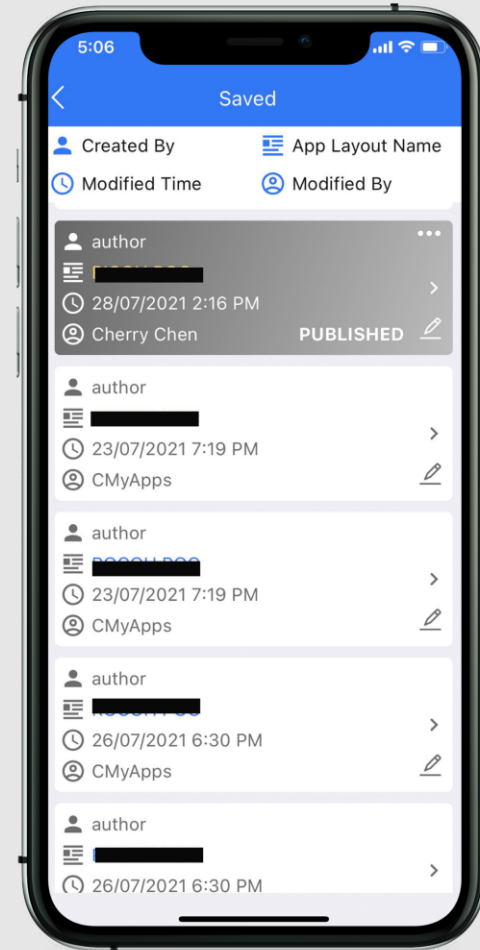 5:06
Saved
Created By
App Layout Name
Modified Time
Modified By
author
28/07/2021 2:16 PM
Cherry Chen
PUBLISHED
author
23/07/2021 7:19 PM
CMyApps
author
23/07/2021 7:19 PM
CMyApps
author
26/07/2021 6:30 PM
CMyApps
author
26/07/2021 6:30 PM